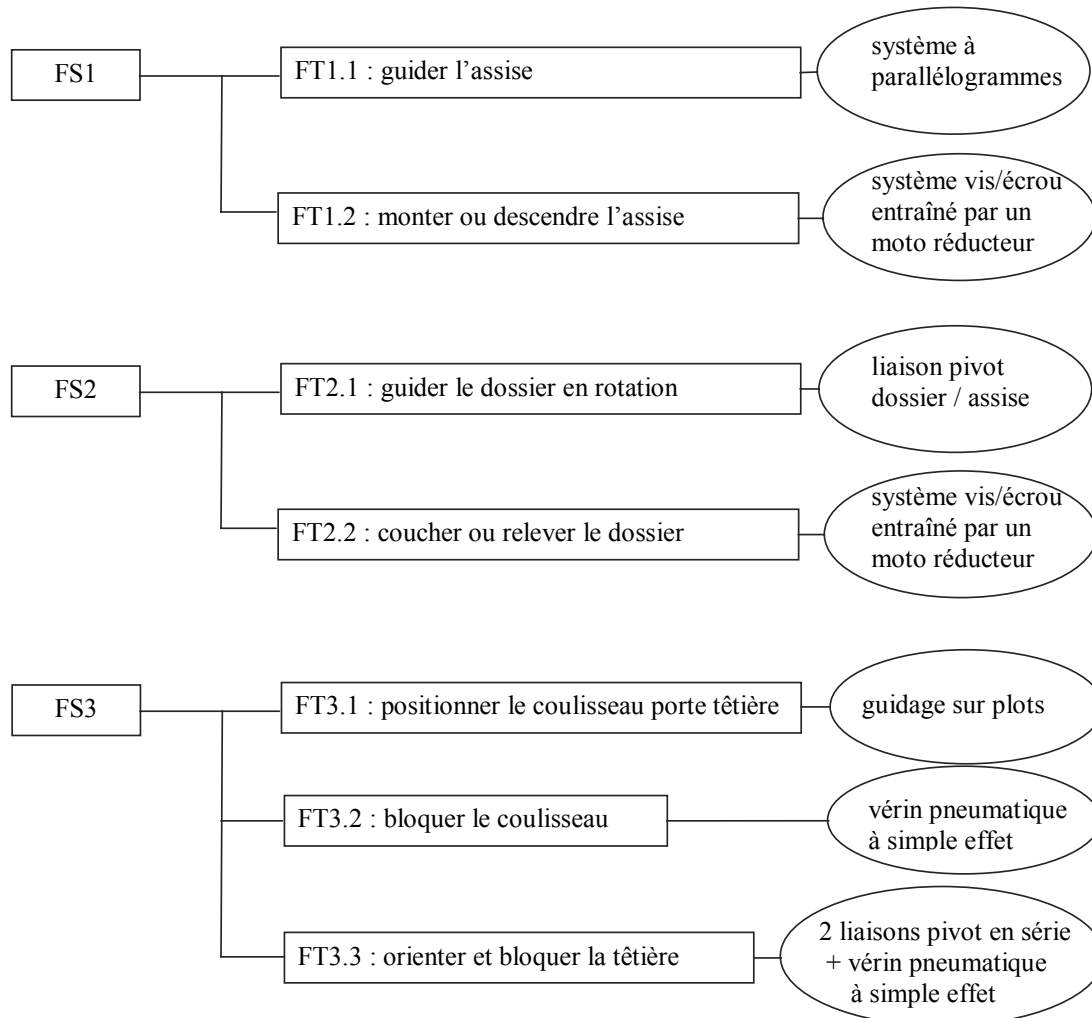 FS1
FT1.1 : guider l'assise
système à
parallélogrammes
FT1.2 : monter ou descendre l'assise
système vis/écrou
entraîné par un
moto réducteur
FS2
FT2.1 : guider le dossier en rotation
liaison pivot
dossier / assise
FT2.2 : coucher ou relever le dossier
système vis/écrou
entraîné par un
moto réducteur
FS3
FT3.1 : positionner le coulisseau porte têtière
guidage sur plots
FT3.2 : bloquer le coulisseau
vérin pneumatique
à simple effet
FT3.3 : orienter et bloquer la têtière
2 liaisons pivot en série
+ vérin pneumatique
à simple effet